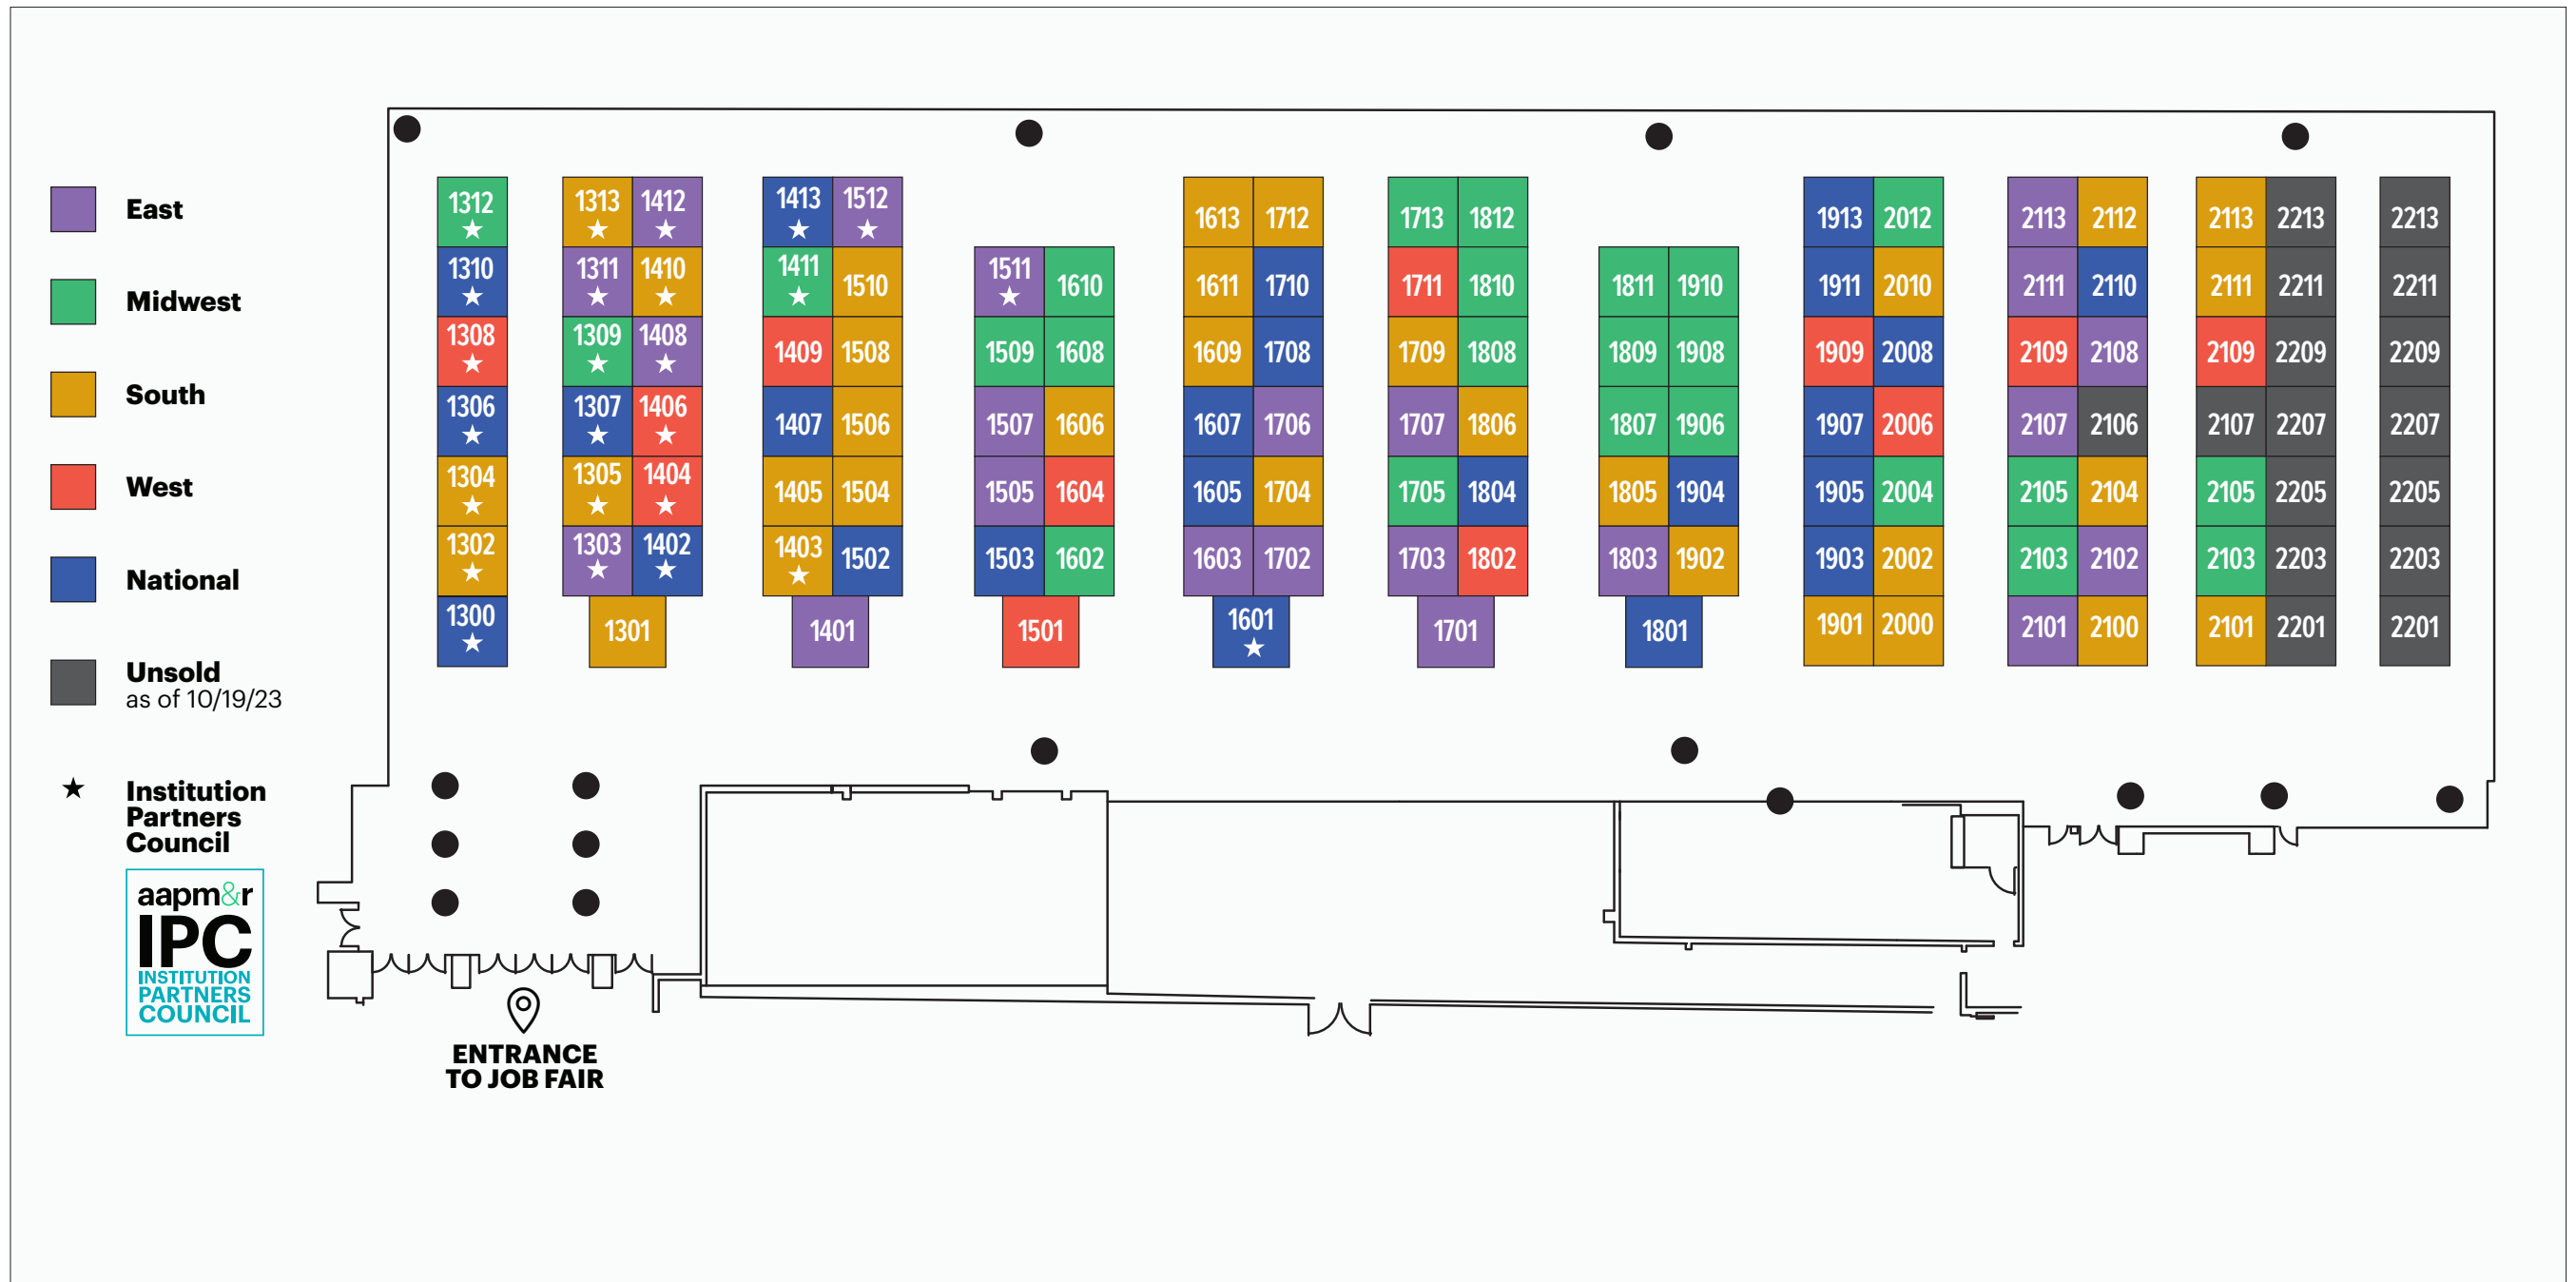 East
Midwest
South
West
National
Unsold
as of 10/19/23
★ Institution
Partners
Council
aapm&r
IPC
INSTITUTION
PARTNERS
COUNCIL
1312 1313 1412 1413 1512 1613 1712 1713 1812 1913 2012 2113 2112 2113 2213 2213
1310 1311 1410 1411 1510 1511 1610 1611 1710 1711 1810 1811 1910 1911 2010 2111 2110 2111 2211 2211
1308 1309 1408 1409 1508 1509 1608 1609 1708 1709 1808 1809 1908 1909 2008 2109 2108 2109 2209 2209
1306 1307 1406 1407 1506 1507 1606 1607 1706 1707 1806 1807 1906 1907 2006 2107 2106 2107 2207 2207
1304 1305 1404 1405 1504 1505 1604 1605 1704 1705 1804 1805 1904 1905 2004 2105 2104 2105 2205 2205
1302 1303 1402 1403 1502 1503 1602 1603 1702 1703 1802 1803 1902 1903 2002 2103 2102 2103 2203 2203
1300 1301 1401 1501 1601 1701 1801 1901 2000 2101 2100 2101 2201 2201
ENTRANCE
TO JOB FAIR